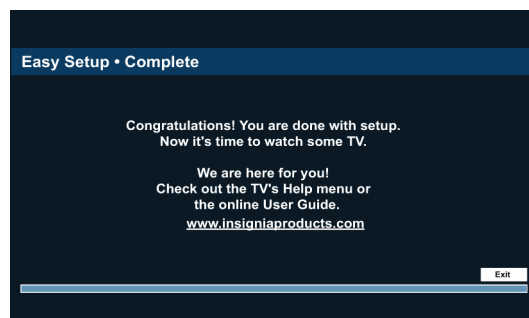 Easy Setup • Complete
Congratulations! You are done with setup.
Now it's time to watch some TV.
We are here for you!
Check out the TV's Help menu or
the online User Guide.
www.insigniaproducts.com
Exit